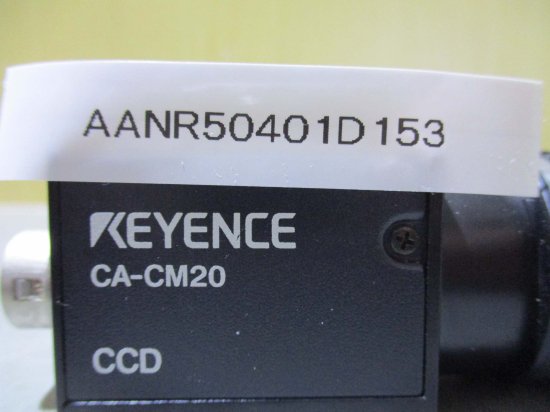 AANR50401D153
KEYENCE
CA-CM20
CCD